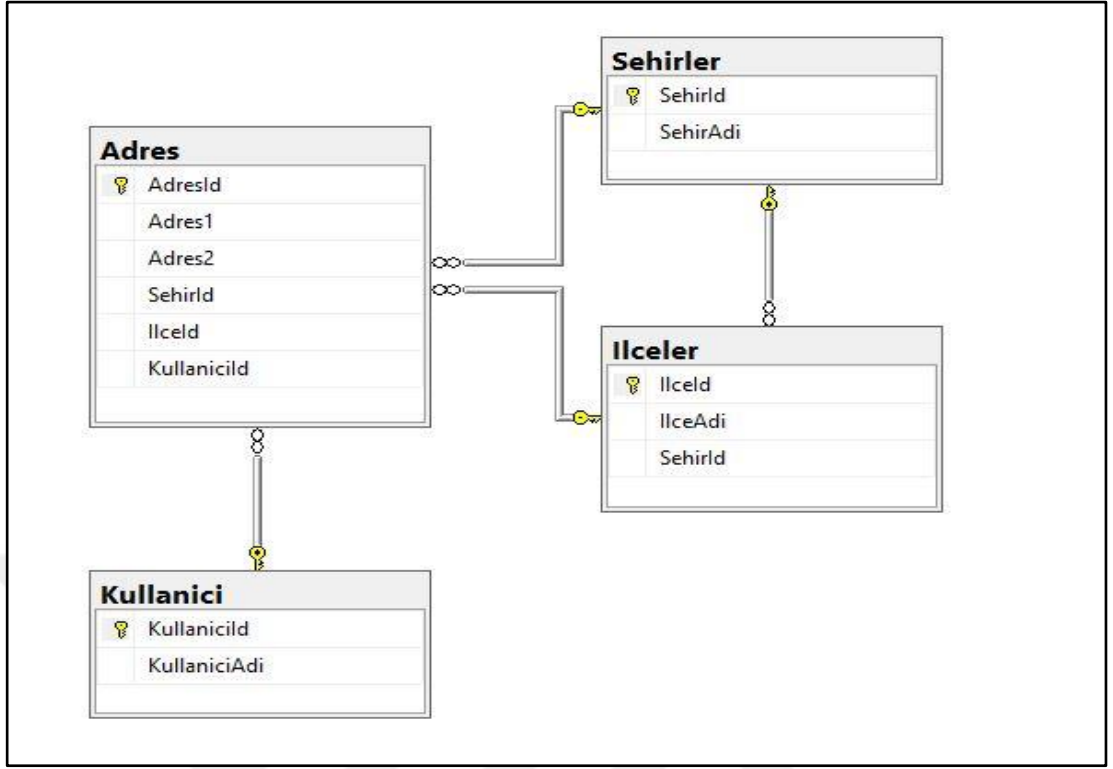 Sehirler
SehirId
SehirAdi
Adres
AdresId
Adres1
Adres2
SehirId
IlceId
KullaniciId
Ilceler
IlceId
IlceAdi
SehirId
Kullanici
KullaniciId
KullaniciAdi